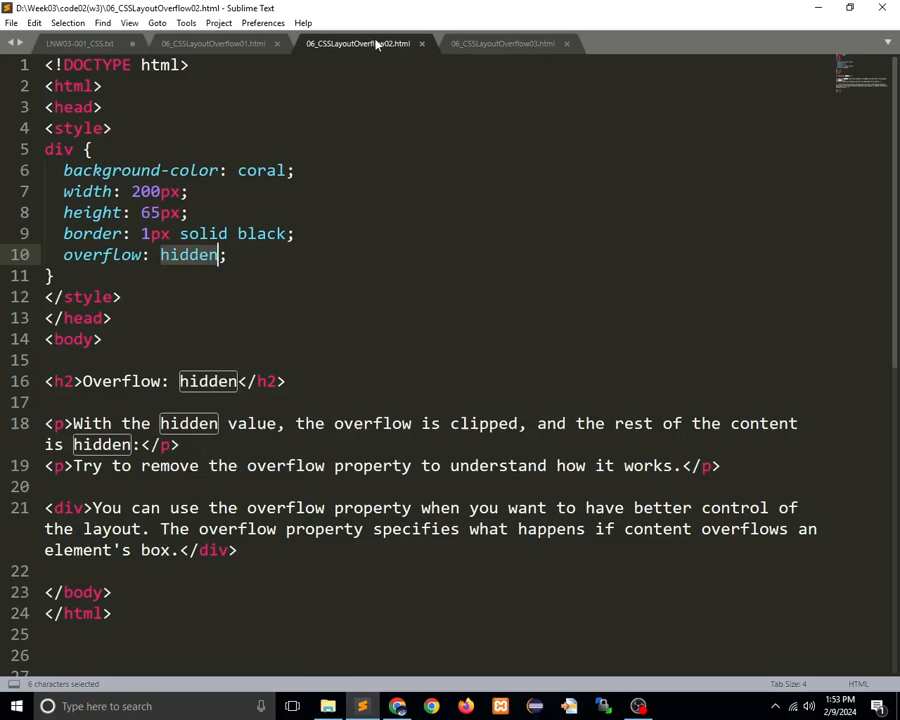 D:\Week03\code02(w3)\06_CSSLayoutOverflow02.html - Sublime Text
File Edit Selection Find View Goto Tools Project Preferences Help
LNW03-001_CSS.txt 06_CSSLayoutOverflow01.html 06_CSSLayoutOverflow02.html 06_CSSLayoutOverflow03.html
1 <!DOCTYPE html>
2 <html>
3 <head>
4 <style>
5 div {
6 background-color: coral;
7 width: 200px;
8 height: 65px;
9 border: 1px solid black;
10 overflow: hidden;
11 }
12 </style>
13 </head>
14 <body>
15
16 <h2>Overflow: hidden</h2>
17
18 <p>With the hidden value, the overflow is clipped, and the rest of the content
is hidden:</p>
19 <p>Try to remove the overflow property to understand how it works.</p>
20
21 <div>You can use the overflow property when you want to have better control of
the layout. The overflow property specifies what happens if content overflows an
element's box.</div>
22
23 </body>
24 </html>
25
26
27
6 characters selected Tab Size: 4 HTML
Type here to search
1:53 PM
2/9/2024
1